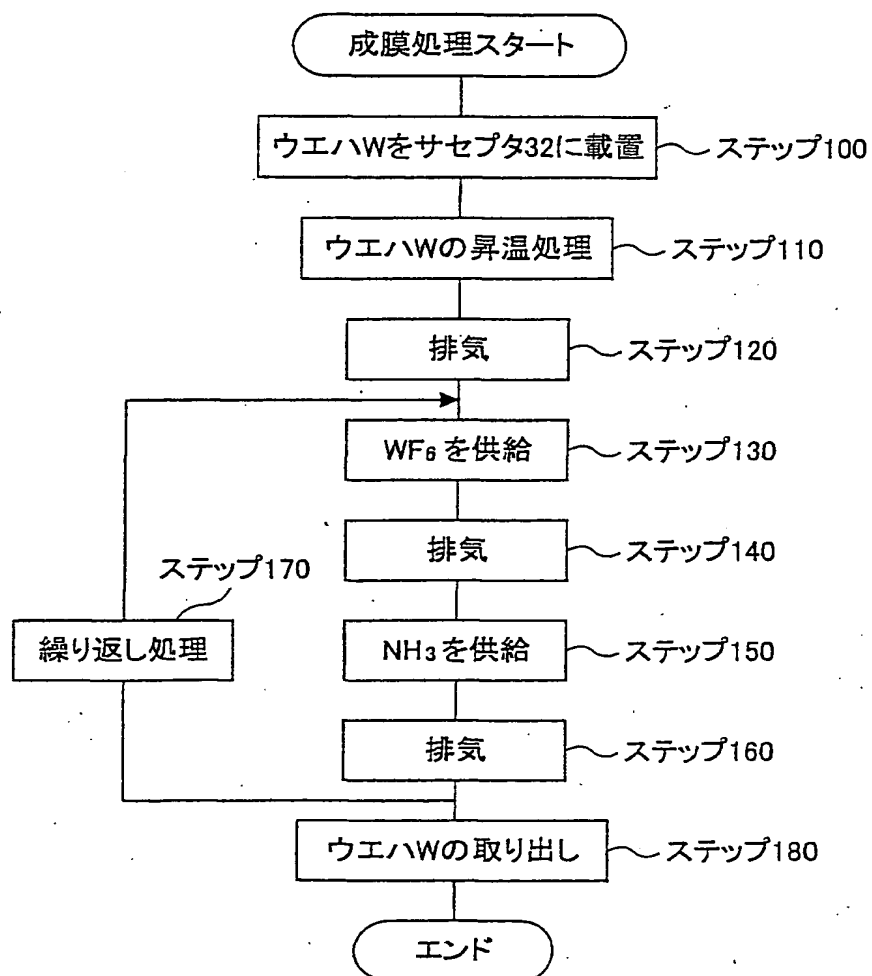 成膜処理スタート
ウエハWをサセプタ32に載置
ステップ100
ウエハWの昇温処理
ステップ110
排気
ステップ120
WF₆を供給
ステップ130
排気
ステップ140
ステップ170
繰り返し処理
NH₃を供給
ステップ150
排気
ステップ160
ウエハWの取り出し
ステップ180
エンド